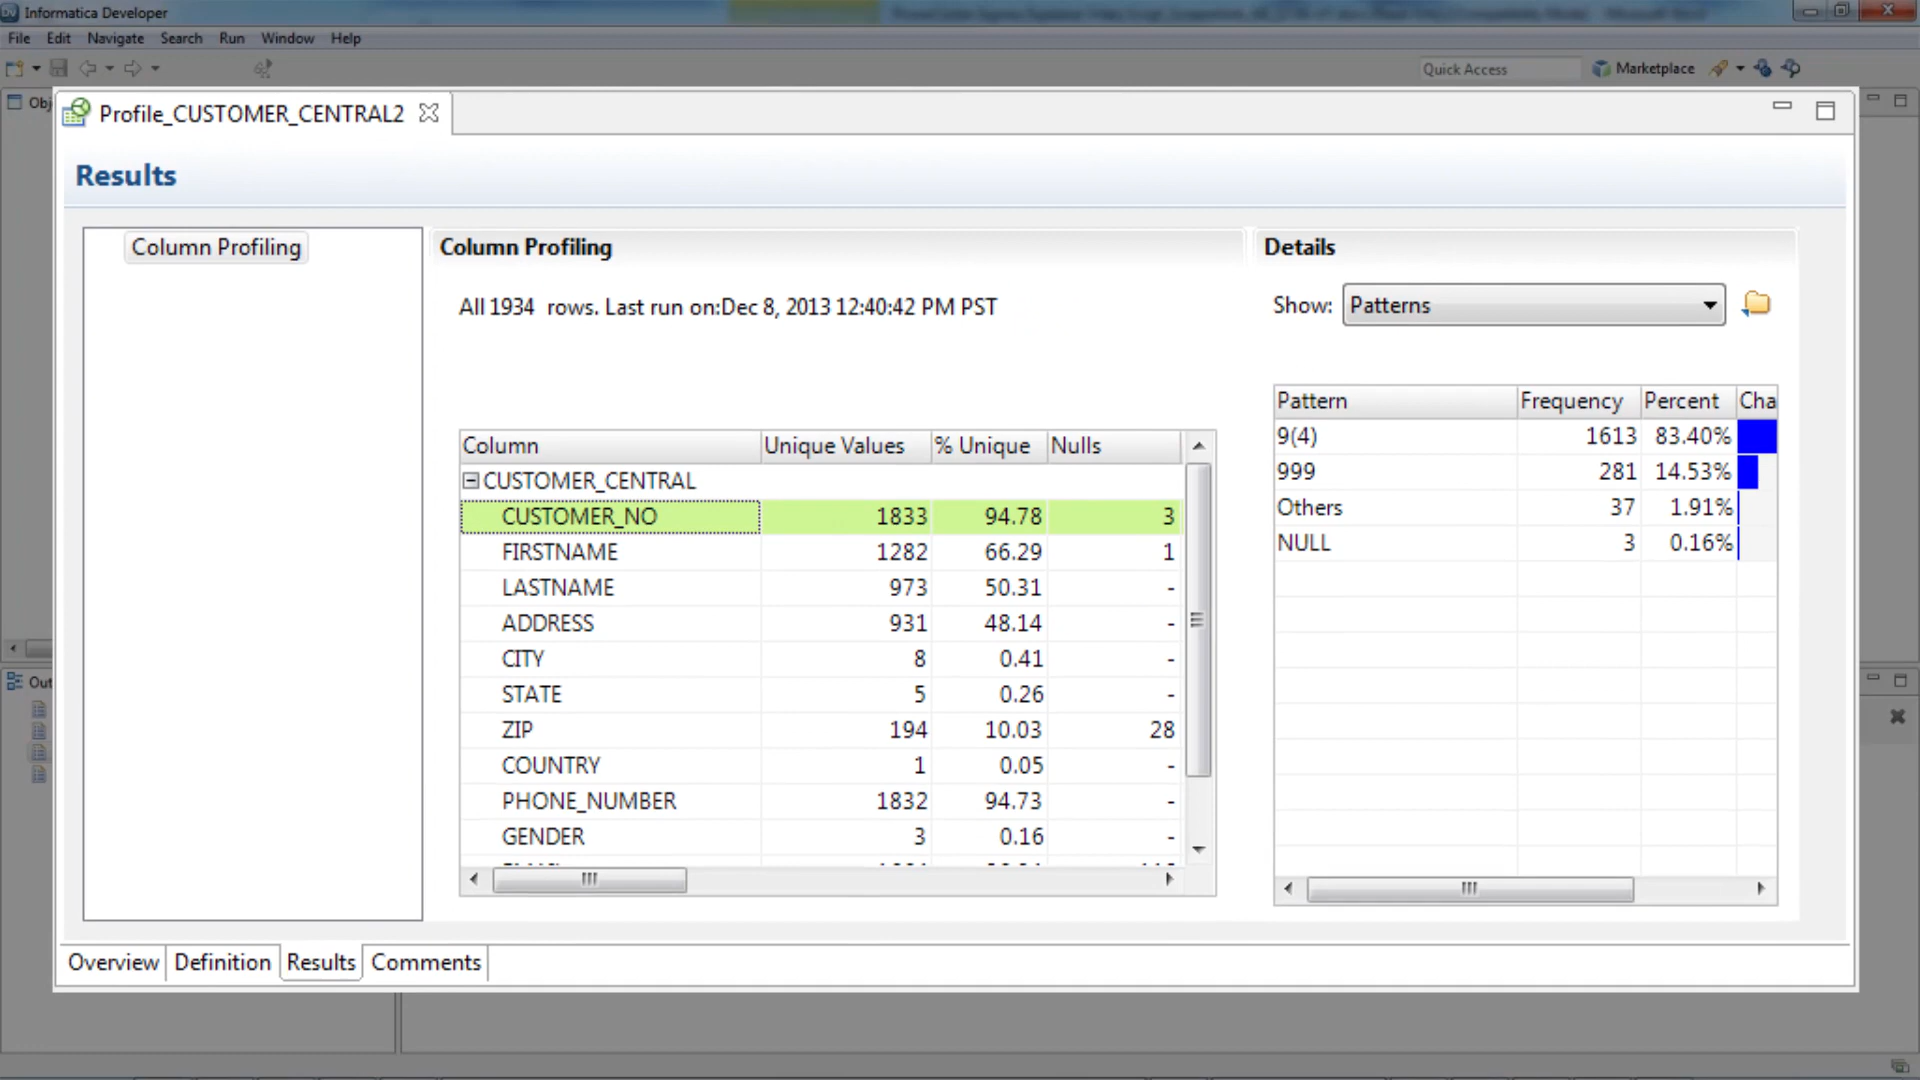 Informatica Developer
File Edit Navigate Search Run Window Help
Quick Access
Marketplace
Obj
Profile_CUSTOMER_CENTRAL2
Results
Column Profiling
Column Profiling
All 1934 rows. Last run on:Dec 8, 2013 12:40:42 PM PST
Column Unique Values % Unique Nulls
CUSTOMER_CENTRAL
CUSTOMER_NO 1833 94.78 3
FIRSTNAME 1282 66.29 1
LASTNAME 973 50.31 -
ADDRESS 931 48.14 -
CITY 8 0.41 -
STATE 5 0.26 -
ZIP 194 10.03 28
COUNTRY 1 0.05 -
PHONE_NUMBER 1832 94.73 -
GENDER 3 0.16 -
Details
Show: Patterns
Pattern Frequency Percent Cha
9(4) 1613 83.40%
999 281 14.53%
Others 37 1.91%
NULL 3 0.16%
Out
Overview Definition Results Comments